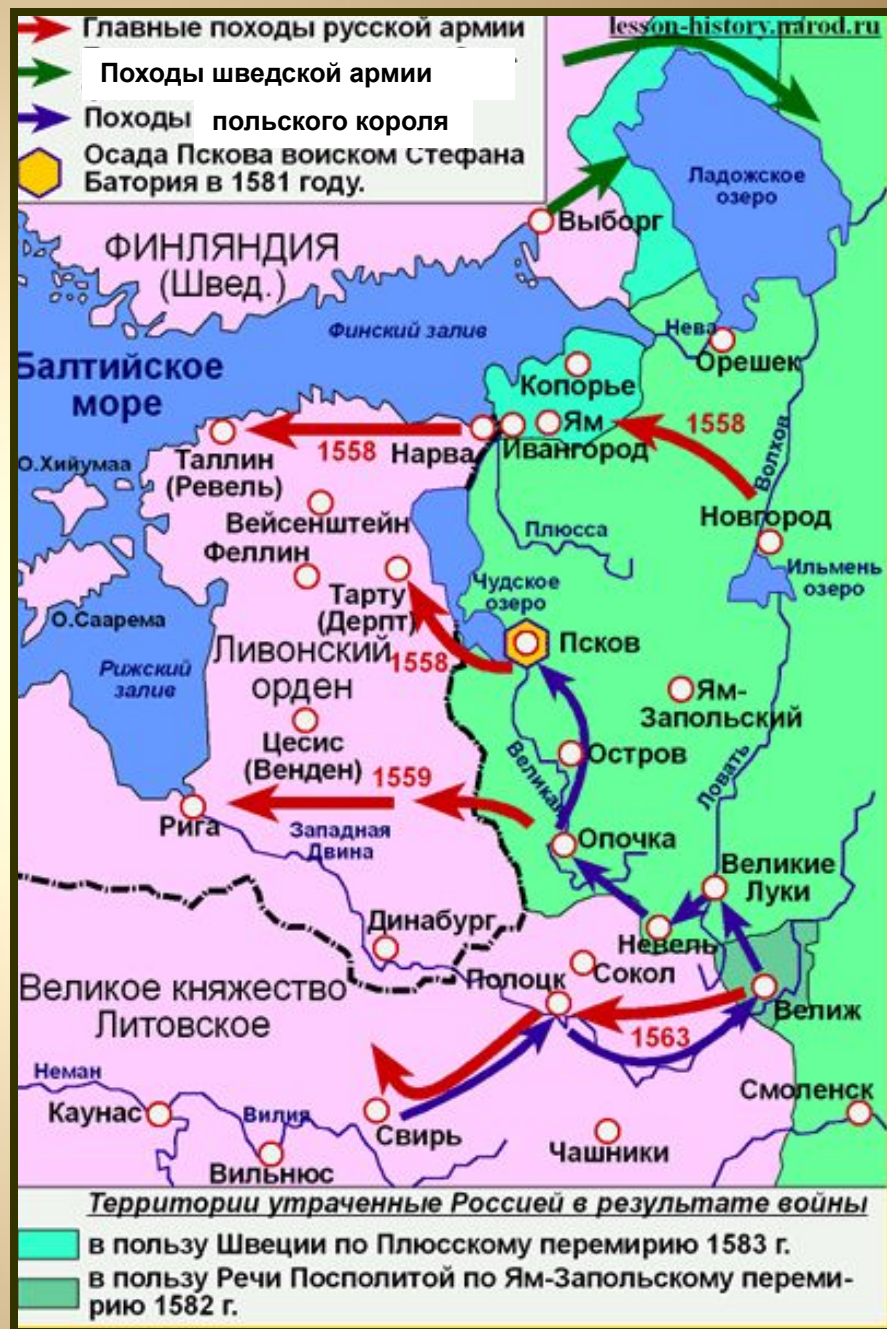 Главные походы русской армии
lesson-history.narod.ru
Походы шведской армии
Походы польского короля
Осада Пскова войском Стефана
Батория в 1581 году.
Ладожское
озеро
Выборг
ФИНЛЯНДИЯ
(Швед.)
Финский залив
Нева
Орешек
Балтийское
море
Копорье
Ям
1558
Волхов
1558
Нарва
Ивангород
Таллин
(Ревель)
О.Хийумаа
Вейсенштейн
Новгород
Плюсса
Феллин
Ильмень
озеро
Чудское
озеро
Тарту
(Дерпт)
О.Саарема
Псков
Ливонский
орден
1558
Рижский
залив
Ям-
Запольский
Цесис
(Венден)
Остров
Великая
Ловать
1559
Рига
Западная
Двина
Опочка
Великие
Луки
Динабург
Невель
Сокол
Полоцк
Великое княжество
Литовское
Велиж
1563
Неман
Смоленск
Каунас
Вилия
Свирь
Чашники
Вильнюс
Территории утраченные Россией в результате войны
в пользу Швеции по Плюсскому перемирию 1583 г.
в пользу Речи Посполитой по Ям-Запольскому переми-
рию 1582 г.